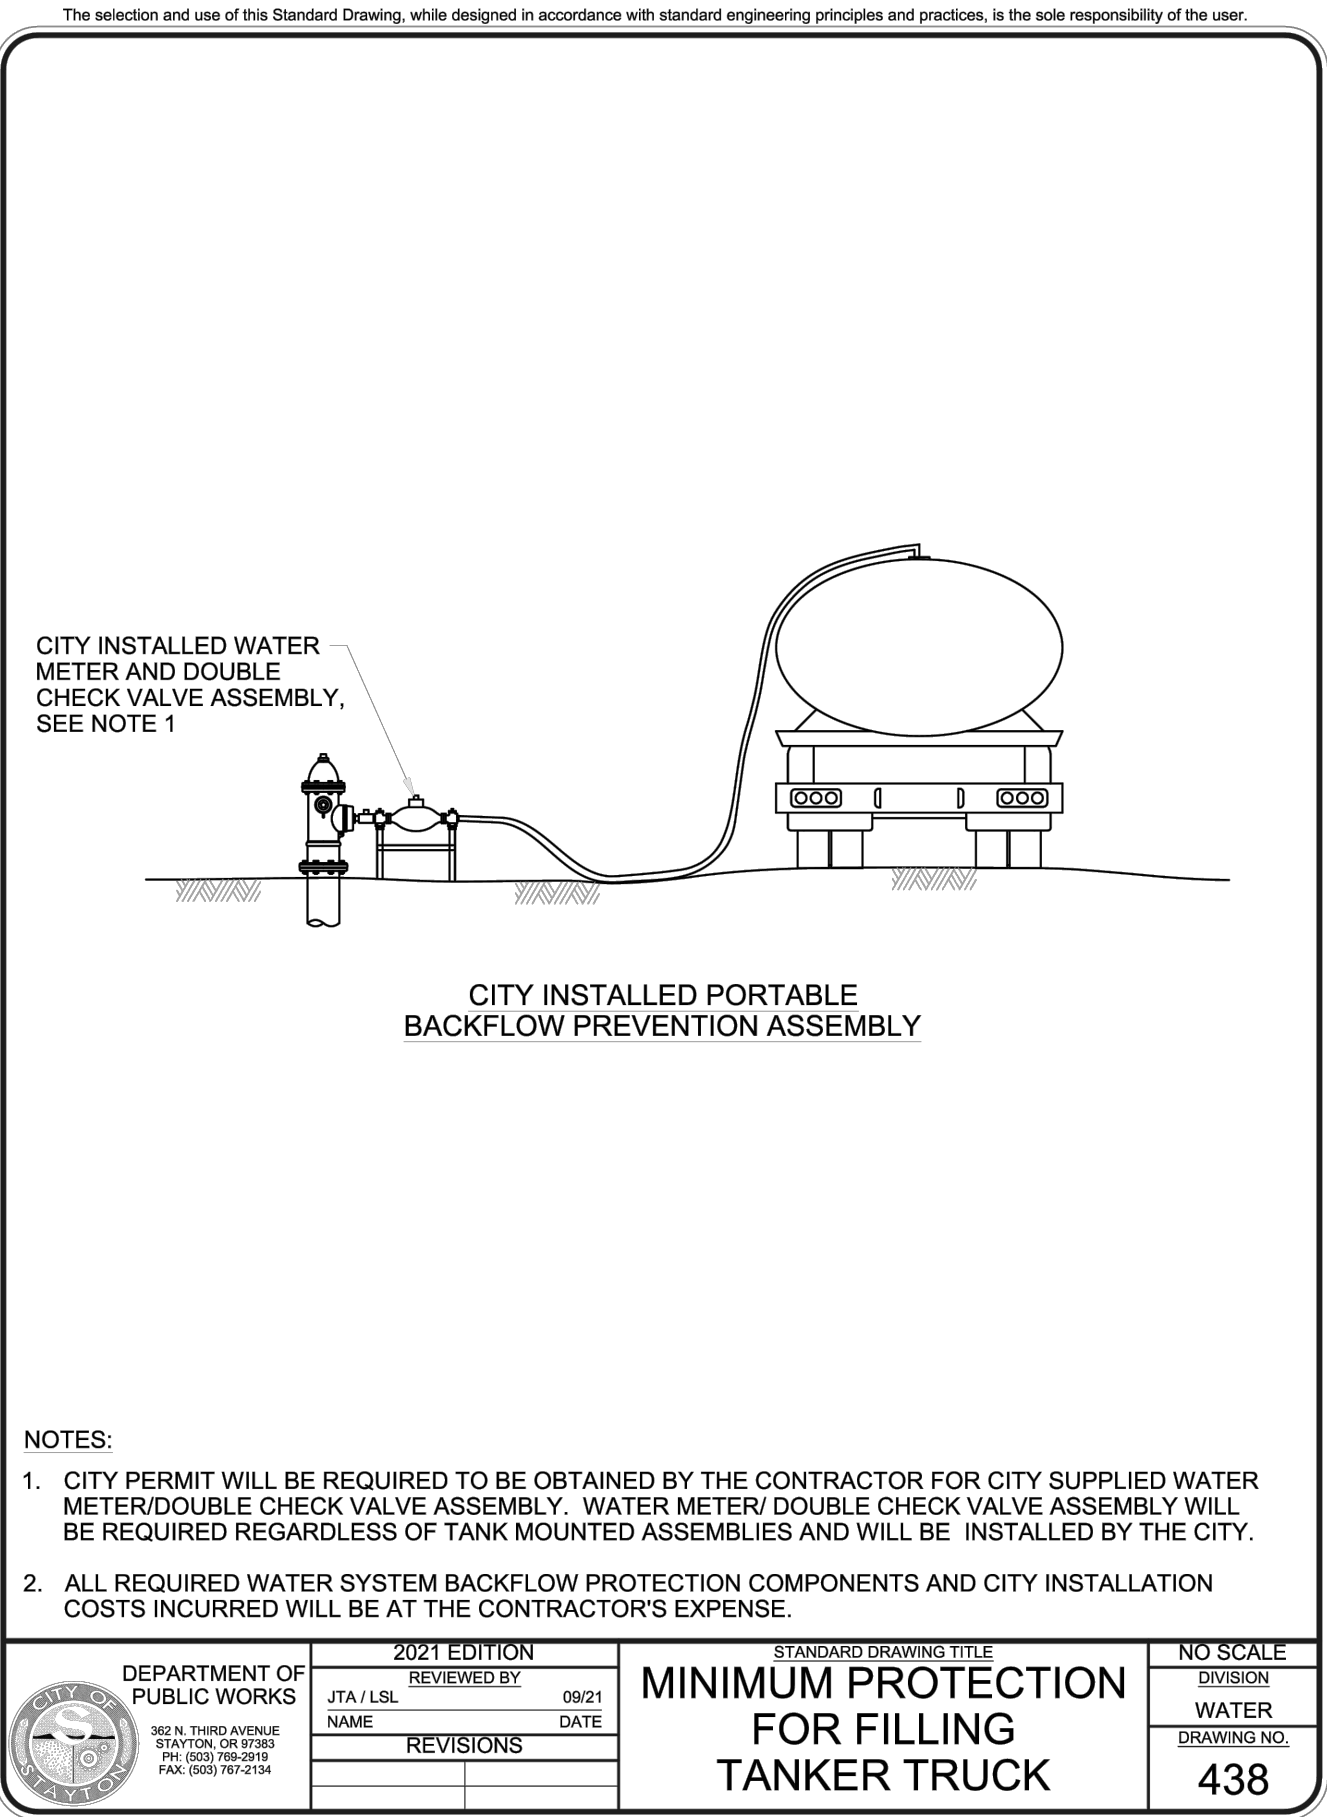 The selection and use of this Standard Drawing, while designed in accordance with standard engineering principles and practices, is the sole responsibility of the user.
CITY INSTALLED WATER
METER AND DOUBLE
CHECK VALVE ASSEMBLY,
SEE NOTE 1
CITY INSTALLED PORTABLE
BACKFLOW PREVENTION ASSEMBLY
NOTES:
1. CITY PERMIT WILL BE REQUIRED TO BE OBTAINED BY THE CONTRACTOR FOR CITY SUPPLIED WATER
METER/DOUBLE CHECK VALVE ASSEMBLY. WATER METER/ DOUBLE CHECK VALVE ASSEMBLY WILL
BE REQUIRED REGARDLESS OF TANK MOUNTED ASSEMBLIES AND WILL BE INSTALLED BY THE CITY.
2. ALL REQUIRED WATER SYSTEM BACKFLOW PROTECTION COMPONENTS AND CITY INSTALLATION
COSTS INCURRED WILL BE AT THE CONTRACTOR'S EXPENSE.
CITY OF
S
STAYTON
DEPARTMENT OF
PUBLIC WORKS
362 N. THIRD AVENUE
STAYTON, OR 97383
PH: (503) 769-2919
FAX: (503) 767-2134
2021 EDITION
REVIEWED BY
JTA / LSL 09/21
NAME DATE
REVISIONS
STANDARD DRAWING TITLE
MINIMUM PROTECTION
FOR FILLING
TANKER TRUCK
NO SCALE
DIVISION
WATER
DRAWING NO.
438